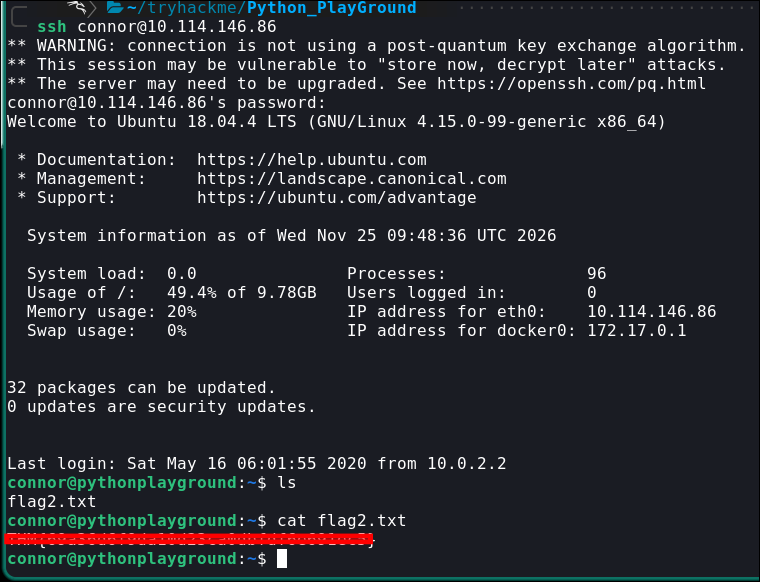 ~/tryhackme/Python_PlayGround
ssh connor@10.114.146.86
** WARNING: connection is not using a post-quantum key exchange algorithm.
** This session may be vulnerable to "store now, decrypt later" attacks.
** The server may need to be upgraded. See https://openssh.com/pq.html
connor@10.114.146.86's password:
Welcome to Ubuntu 18.04.4 LTS (GNU/Linux 4.15.0-99-generic x86_64)
* Documentation:  https://help.ubuntu.com
* Management:     https://landscape.canonical.com
* Support:        https://ubuntu.com/advantage
System information as of Wed Nov 25 09:48:36 UTC 2026
System load:  0.0               Processes:              96
Usage of /:   49.4% of 9.78GB   Users logged in:        0
Memory usage: 20%               IP address for eth0:    10.114.146.86
Swap usage:   0%                IP address for docker0: 172.17.0.1
32 packages can be updated.
0 updates are security updates.
Last login: Sat May 16 06:01:55 2020 from 10.0.2.2
connor@pythonplayground:~$ ls
flag2.txt
connor@pythonplayground:~$ cat flag2.txt
connor@pythonplayground:~$